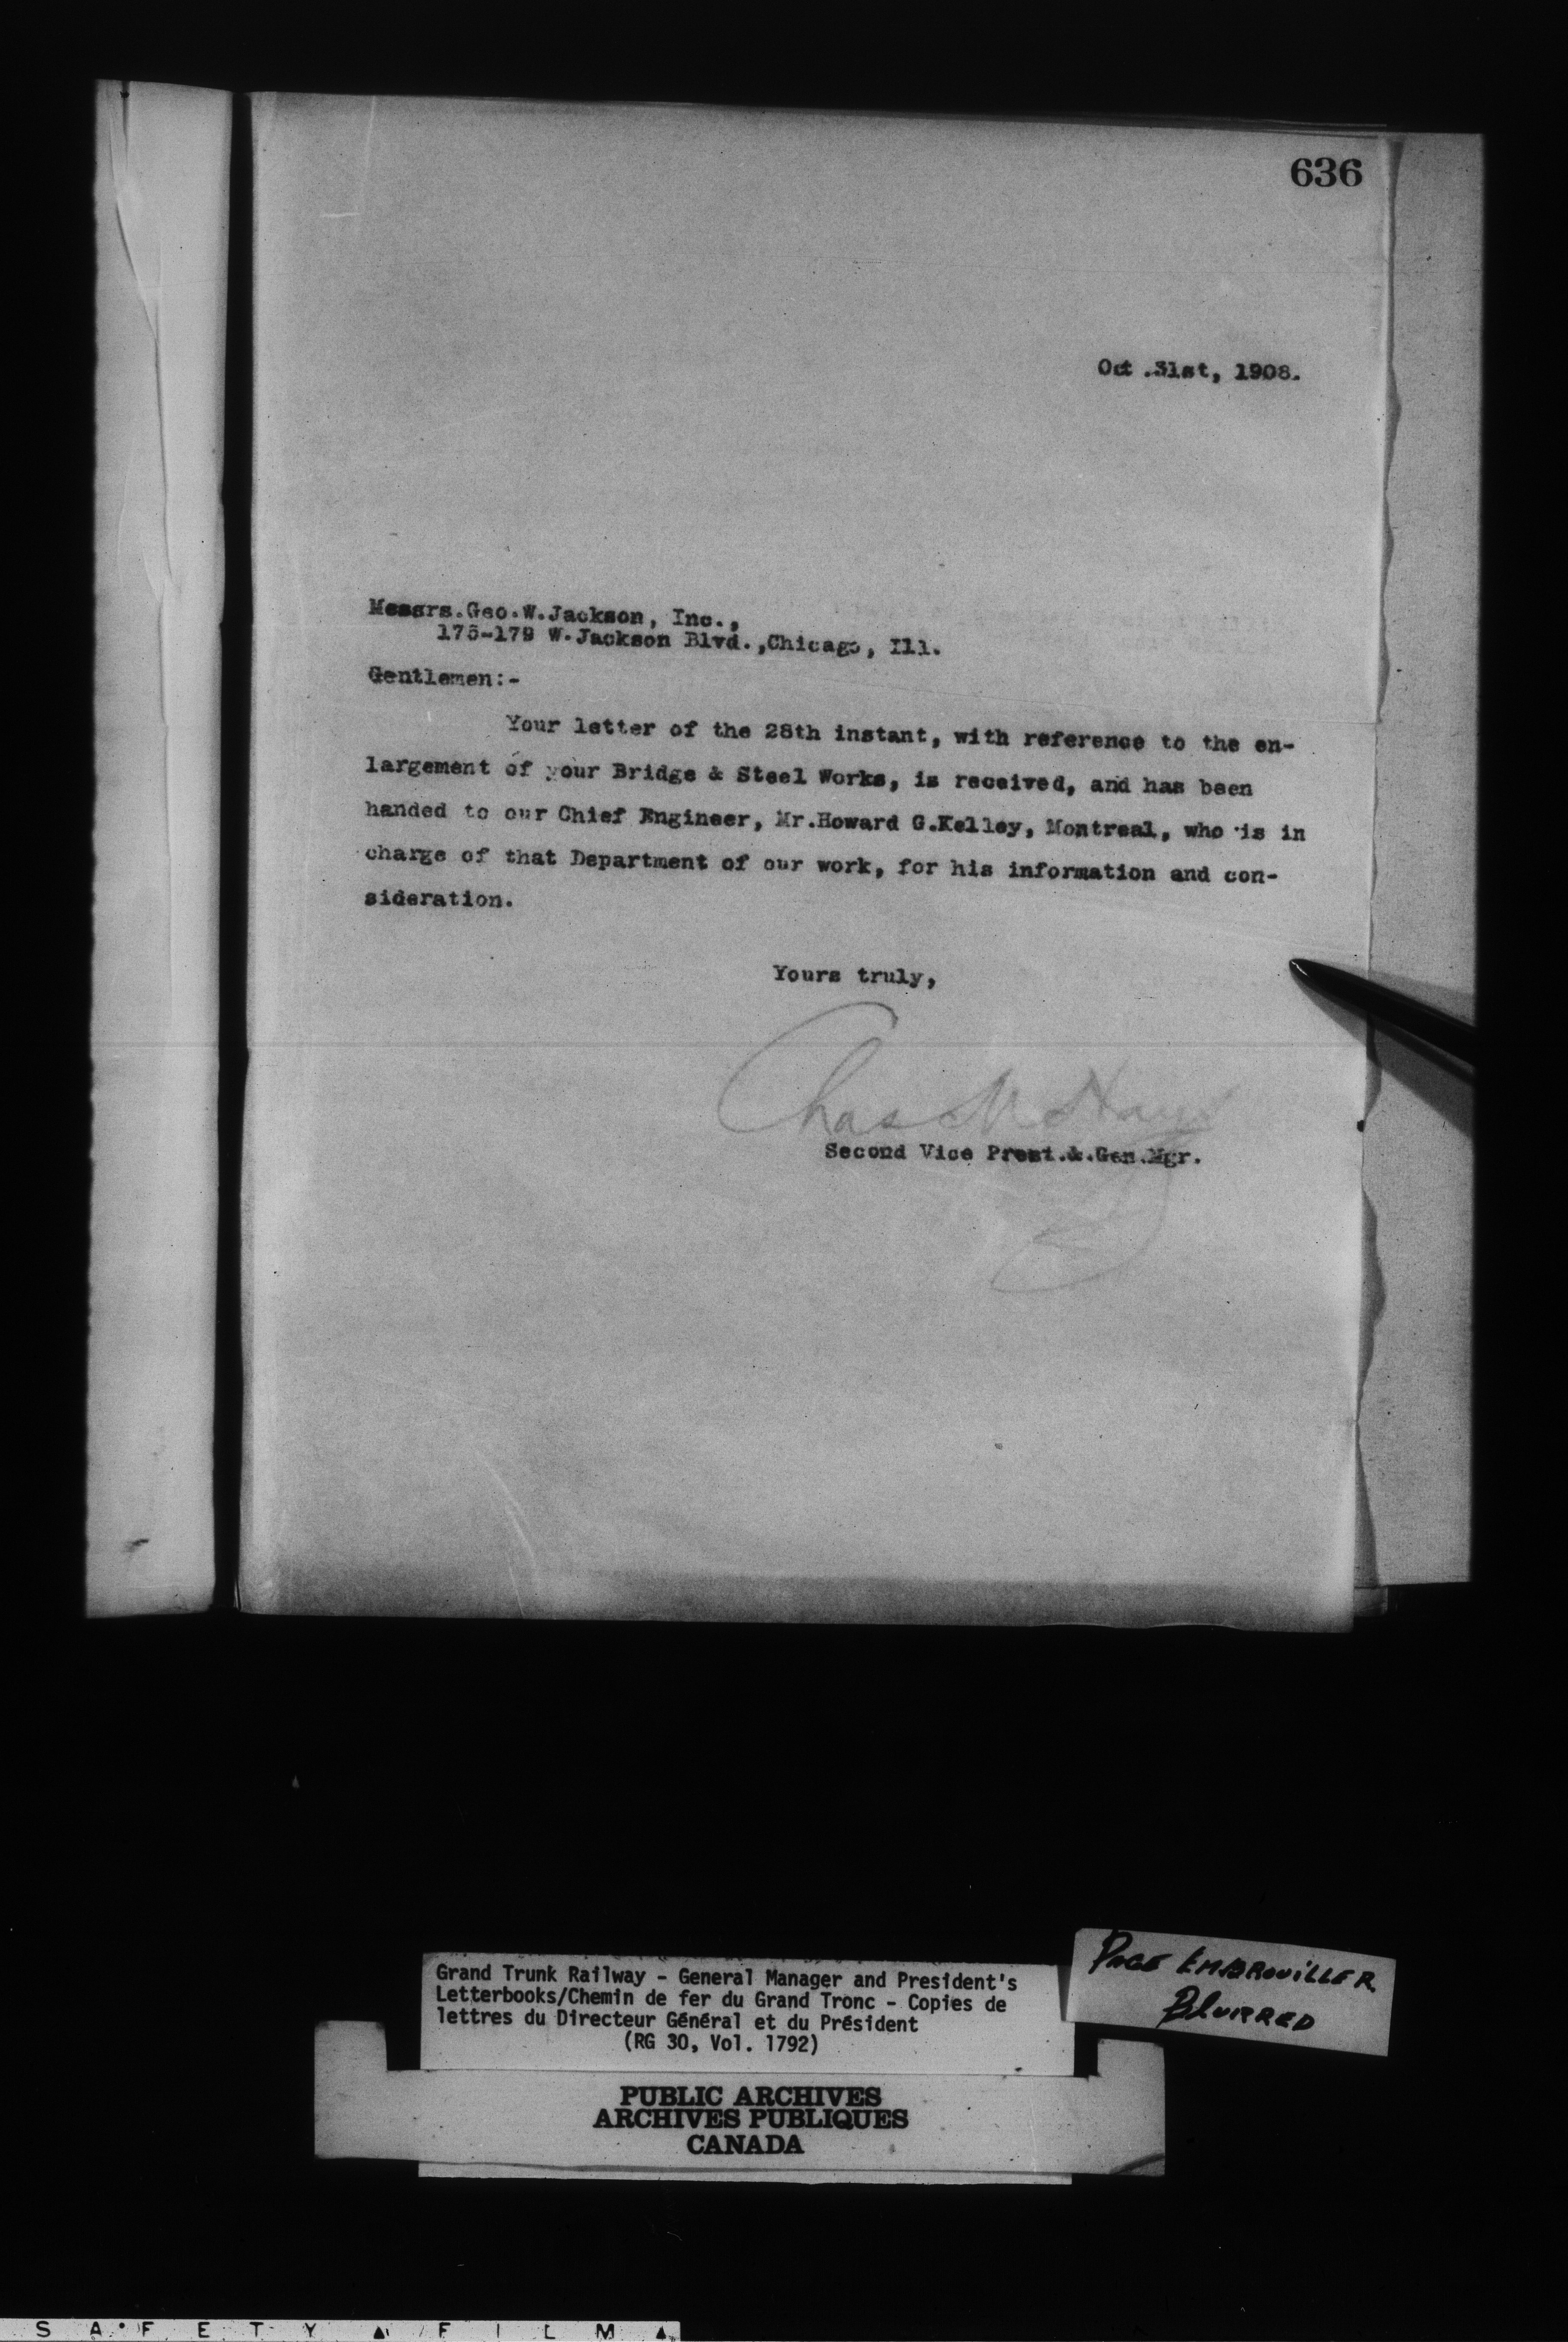 636
Oct .31st, 1908.
Messrs.Geo.W.Jackson, Inc.,
175-179 W.Jackson Blvd.,Chicago, Ill.
Gentlemen:-
Your letter of the 28th instant, with reference to the en-
largement of your Bridge & Steel Works, is received, and has been
handed to our Chief Engineer, Mr.Howard G.Kelley, Montreal, who is in
charge of that Department of our work, for his information and con-
sideration.
Yours truly,
Chas M Hays
Second Vice Prest.&.Gen.Mgr.
Grand Trunk Railway - General Manager and President's
Letterbooks/Chemin de fer du Grand Tronc - Copies de
lettres du Directeur Général et du Président
(RG 30, Vol. 1792)
PAGE EMBROUILLER
BLURRED
PUBLIC ARCHIVES
ARCHIVES PUBLIQUES
CANADA
SAFETY FILM